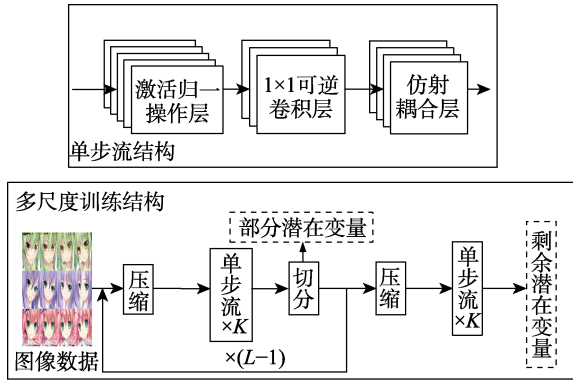 激活归一
操作层
1×1可逆
卷积层
仿射
耦合层
单步流结构
多尺度训练结构
部分潜在变量
压缩
单步流
×K
切分
压缩
单步流
×K
剩余潜在变量
图像数据
×(L−1)